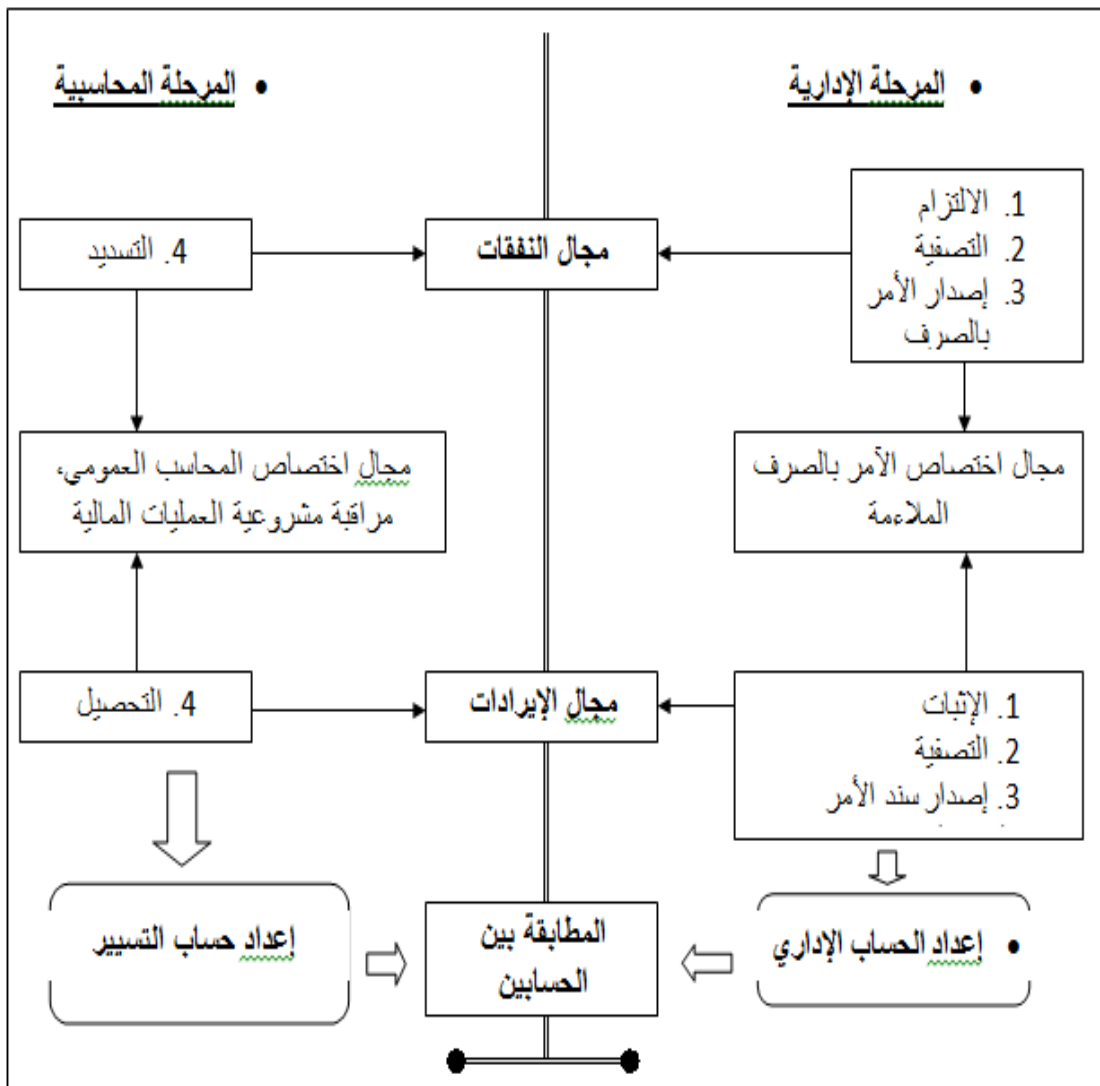 • المرحلة الإدارية
• المرحلة المحاسبية
1. الالتزام
2. التصفية
3. إصدار الأمر
بالصرف
مجال النفقات
4. التسديد
مجال اختصاص الآمر بالصرف
الملاءمة
مجال اختصاص المحاسب العمومي،
مراقبة مشروعية العمليات المالية
1. الإثبات
2. التصفية
3. إصدار سند الأمر
مجال الإيرادات
4. التحصيل
• إعداد الحساب الإداري
المطابقة بين
الحسابين
إعداد حساب التسيير